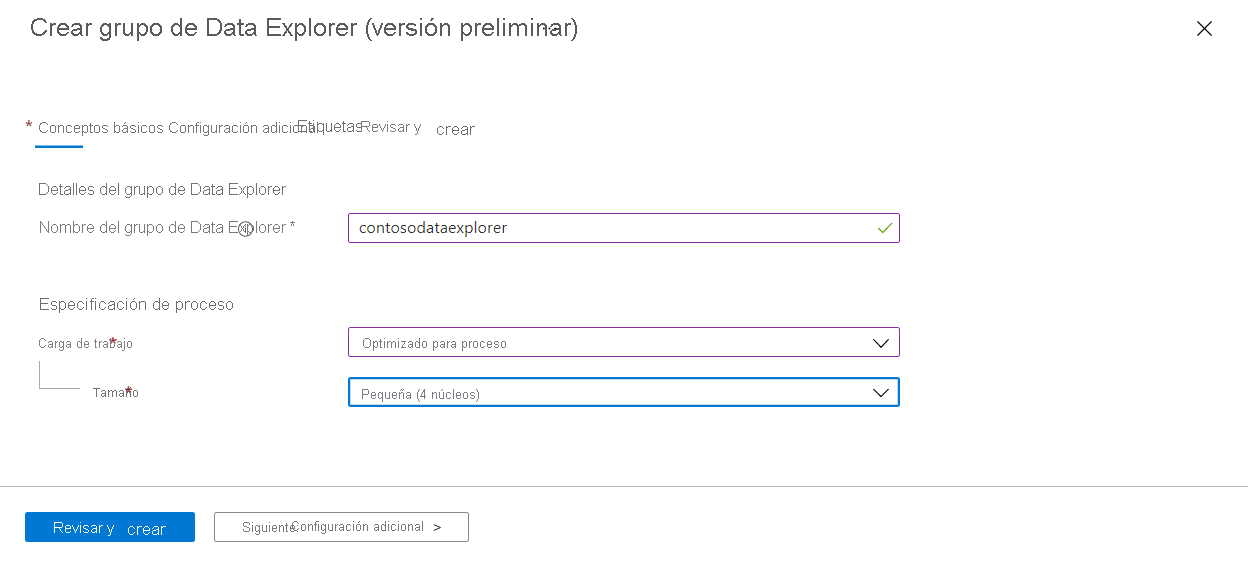 Crear grupo de Data Explorer (versión preliminar)
* Conceptos básicos Configuración adicional Etiquetas Revisar y crear
Detalles del grupo de Data Explorer
Nombre del grupo de Data Explorer * contosodataexplorer
Especificación de proceso
Carga de trabajo * Optimizado para proceso
Tamaño * Pequeña (4 núcleos)
Revisar y crear Siguiente Configuración adicional >